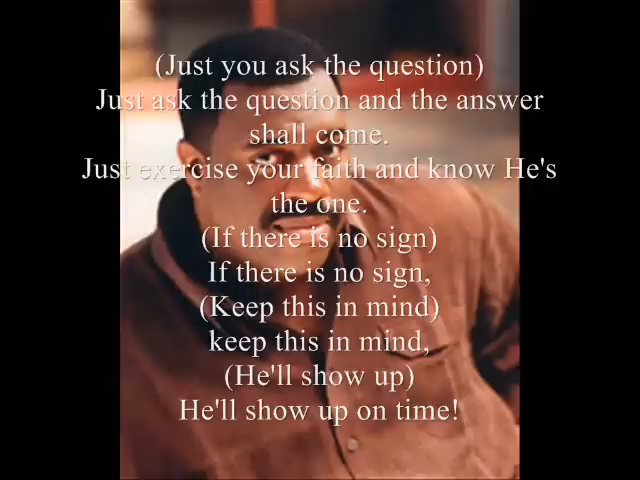 (Just you ask the question)
Just ask the question and the answer
shall come.
Just exercise your faith and know He's
the one.
(If there is no sign)
If there is no sign,
(Keep this in mind)
keep this in mind,
(He'll show up)
He'll show up on time!